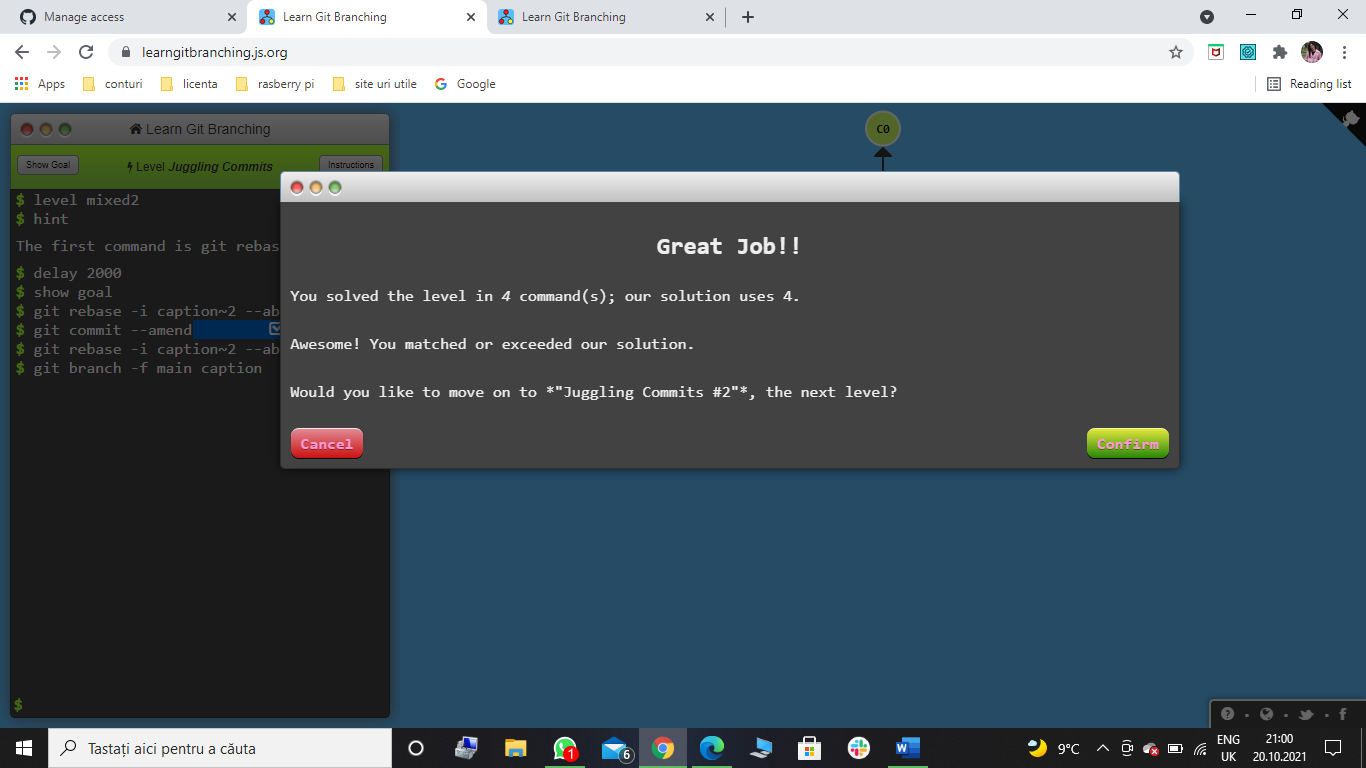 Manage access
Learn Git Branching
Learn Git Branching
learngitbranching.js.org
Apps
conturi
licenta
rasberry pi
site uri utile
Google
Reading list
Learn Git Branching
Show Goal
Level Juggling Commits
Instructions
$ level mixed2
$ hint
The first command is git rebas
$ delay 2000
$ show goal
$ git rebase -i caption~2 --ab
$ git commit --amend
$ git rebase -i caption~2 --ab
$ git branch -f main caption
$
C0
Great Job!!
You solved the level in 4 command(s); our solution uses 4.
Awesome! You matched or exceeded our solution.
Would you like to move on to *"Juggling Commits #2"*, the next level?
Cancel
Confirm
Tastați aici pentru a căuta
1
6
9°C
ENG
UK
21:00
20.10.2021